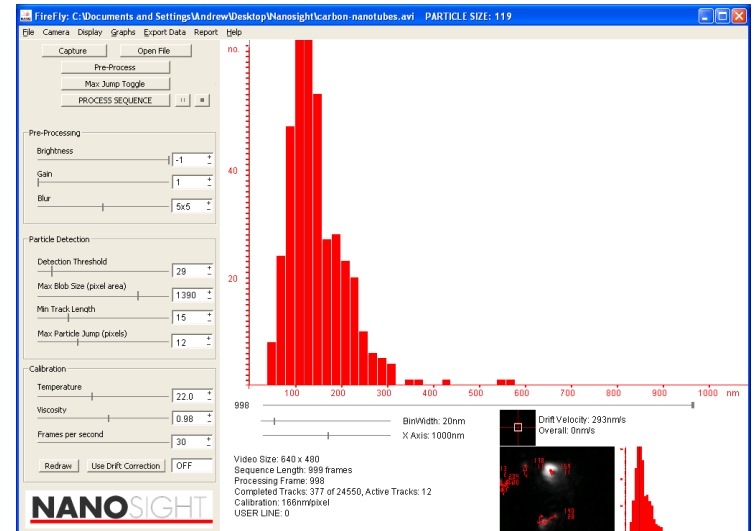 FireFly: C:\Documents and Settings\Andrew\Desktop\Nanosight\carbon-nanotubes.avi PARTICLE SIZE: 119
File Camera Display Graphs Export Data Report Help
Capture Open File
Pre-Process
Max Jump Toggle
PROCESS SEQUENCE
Pre-Processing
Brightness
-1
Gain
1
Blur
5x5
Particle Detection
Detection Threshold
29
Max Blob Size (pixel area)
1390
Min Track Length
15
Max Particle Jump (pixels)
12
Calibration
Temperature
22.0
Viscosity
0.98
Frames per second
30
Redraw Use Drift Correction OFF
NANOSIGHT
no.
40
20
100 200 300 400 500 600 700 800 900 1000 nm
998
BinWidth: 20nm
X Axis: 1000nm
Drift Velocity: 293nm/s
Overall: 0nm/s
Video Size: 640 x 480
Sequence Length: 999 frames
Processing Frame: 998
Completed Tracks: 377 of 24550, Active Tracks: 12
Calibration: 166nm/pixel
USER LINE: 0